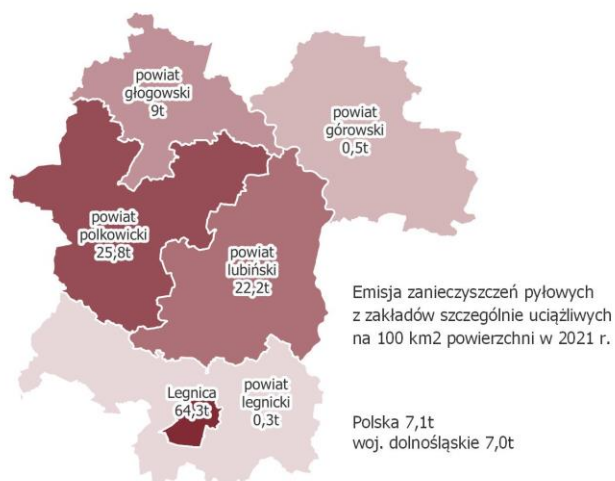 powiat
głogowski
9t
powiat
górowski
0,5t
powiat
polkowicki
25,8t
powiat
lubiński
22,2t
Emisja zanieczyszczeń pyłowych
z zakładów szczególnie uciążliwych
na 100 km2 powierzchni w 2021 r.
Legnica
64,3t
powiat
legnicki
0,3t
Polska 7,1t
woj. dolnośląskie 7,0t